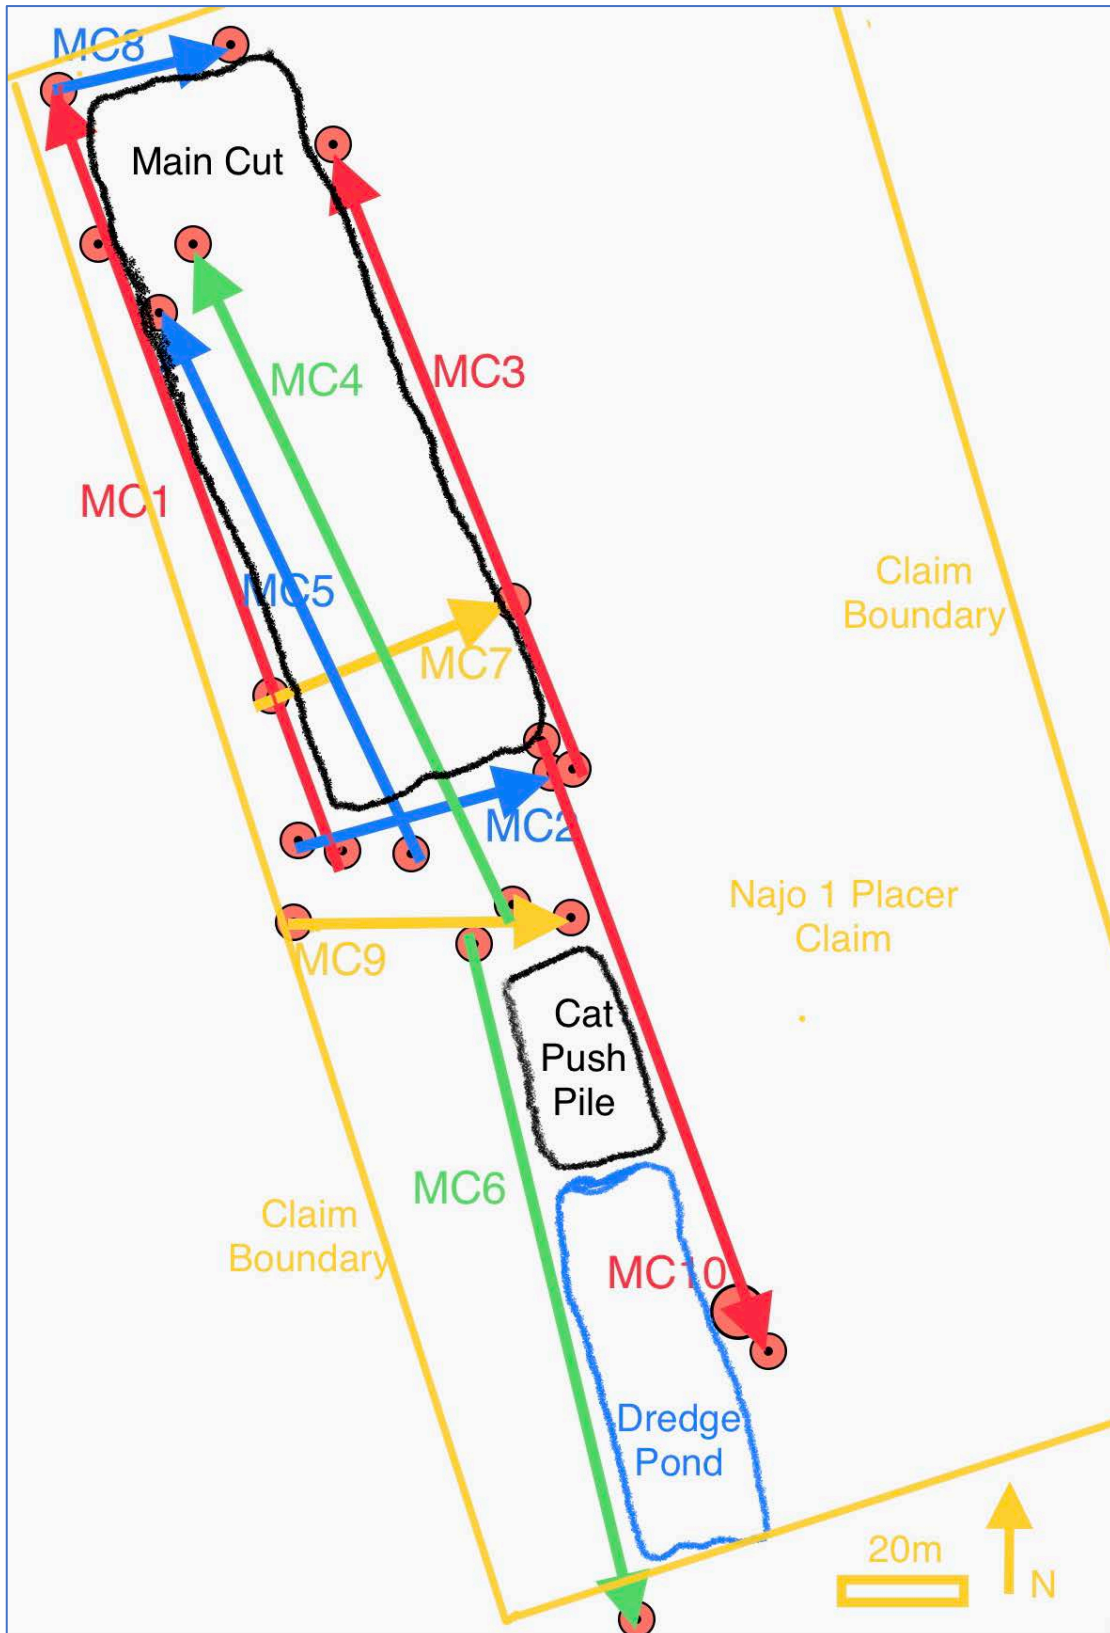 MC8
Main Cut
MC4
MC3
MC1
MC5
MC7
Claim
Boundary
MC2
Najo 1 Placer
Claim
MC9
Cat
Push
Pile
MC6
Claim
Boundary
MC10
Dredge
Pond
20m
N